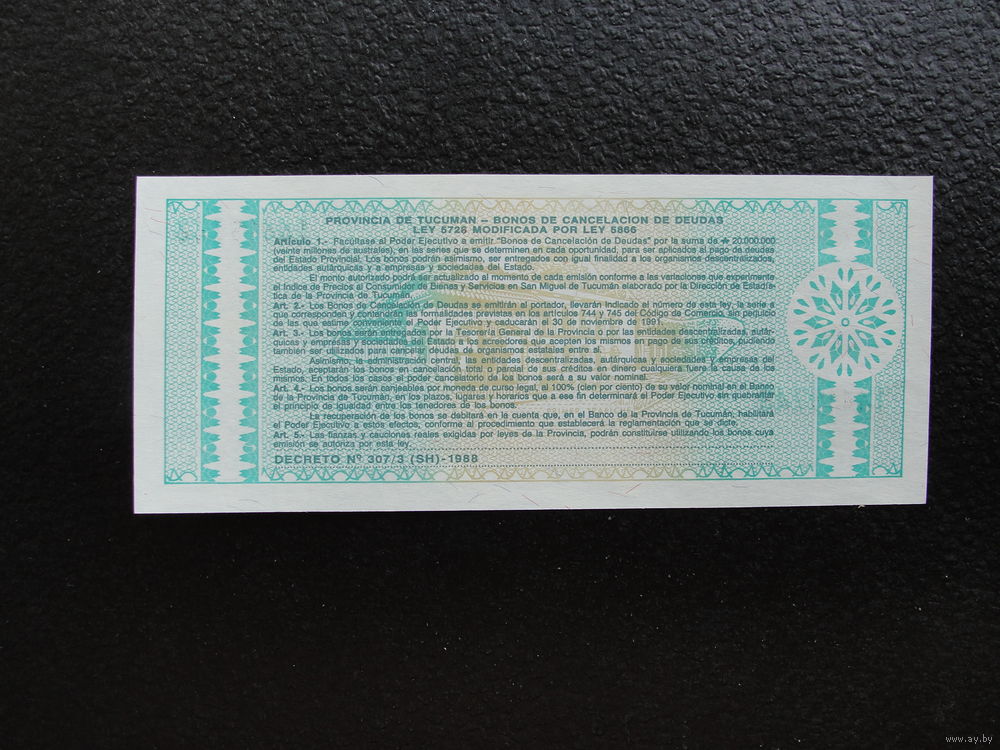 PROVINCIA DE TUCUMAN – BONOS DE CANCELACION DE DEUDAS
LEY 5728 MODIFICADA POR LEY 5866
Artículo 1.- Facúltase al Poder Ejecutivo a emitir "Bonos de Cancelación de Deudas" por la suma de ₳ 20.000.000
(veinte millones de australes), en las series que se determinen en cada oportunidad, para ser aplicados al pago de deudas
del Estado Provincial. Los bonos podrán asimismo, ser entregados con igual finalidad a los organismos descentralizados,
entidades autárquicas y a empresas y sociedades del Estado.
El monto autorizado podrá ser actualizado al momento de cada emisión conforme a las variaciones que experimente
el Indice de Precios al Consumidor de Bienes y Servicios en San Miguel de Tucumán elaborado por la Dirección de Estadís-
tica de la Provincia de Tucumán.
Art. 2.- Los Bonos de Cancelación de Deudas se emitirán al portador, llevarán indicado el número de esta ley, la serie a
que corresponden y contendrán las formalidades previstas en los artículos 744 y 745 del Código de Comercio, sin perjuicio
de las que estime conveniente el Poder Ejecutivo y caducarán el 30 de noviembre de 1991.
Art. 3.- Los bonos serán entregados por la Tesorería General de la Provincia o por las entidades descentralizadas, autár-
quicas y empresas y sociedades del Estado a los acreedores que acepten los mismos en pago de sus créditos, pudiendo
también ser utilizados para cancelar deudas de organismos estatales entre sí.
Asimismo, la administración central, las entidades descentralizadas, autárquicas y sociedades y empresas del
Estado, aceptarán los bonos en cancelación total o parcial de sus créditos en dinero cualquiera fuere la causa de los
mismos. En todos los casos el poder cancelatorio de los bonos será a su valor nominal.
Art. 4.- Los bonos serán canjeables por moneda de curso legal, al 100% (cien por ciento) de su valor nominal en el Banco
de la Provincia de Tucumán, en los plazos, lugares y horarios que a ese fin determinará el Poder Ejecutivo sin quebrantar
el principio de igualdad entre los tenedores de los bonos.
La recuperación de los bonos se debitará en la cuenta que, en el Banco de la Provincia de Tucumán, habilitará
el Poder Ejecutivo a estos efectos, conforme al procedimiento que establecerá la reglamentación que se dicte.
Art. 5.- Las fianzas y cauciones reales exigidas por leyes de la Provincia, podrán constituirse utilizando los bonos cuya
emisión se autoriza por esta ley.
DECRETO Nº 307/3 (SH)-1988
www.ay.by